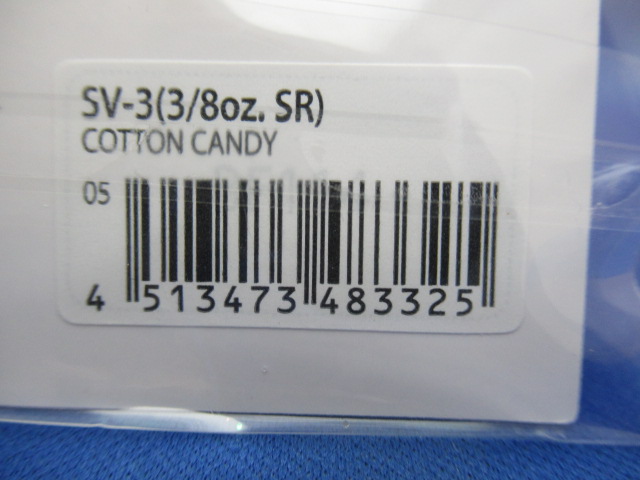 SV-3(3/8oz. SR)
COTTON CANDY
05
4 513473 483325